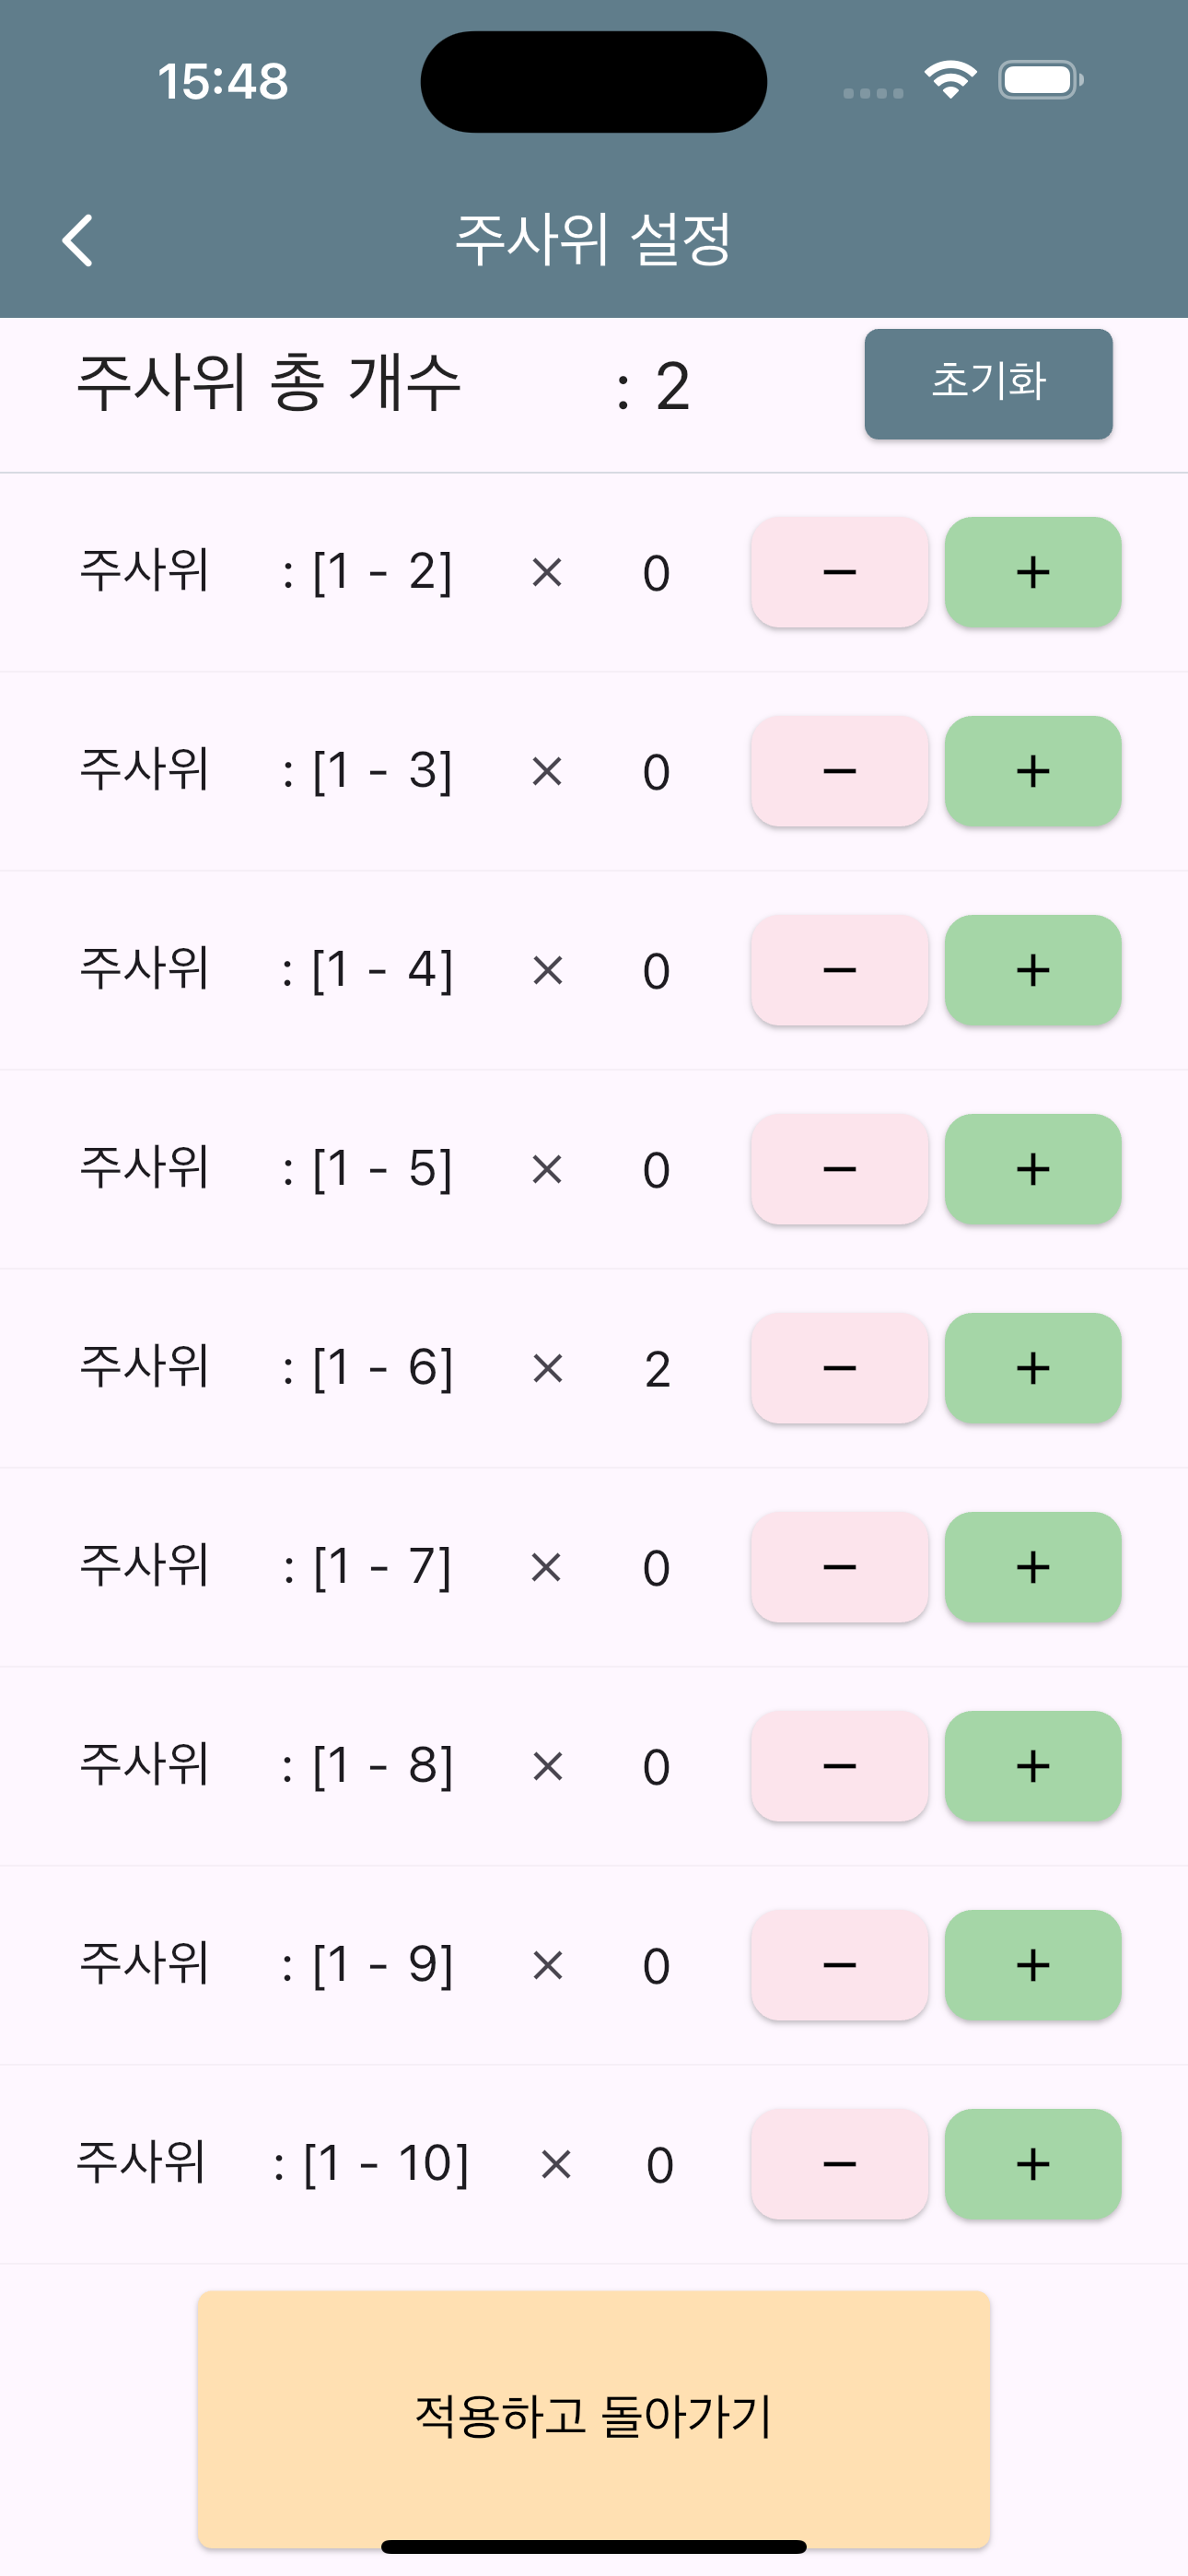 15:48
주사위 설정
주사위 총 개수 : 2 초기화
주사위 : [1 - 2] × 0 − +
주사위 : [1 - 3] × 0 − +
주사위 : [1 - 4] × 0 − +
주사위 : [1 - 5] × 0 − +
주사위 : [1 - 6] × 2 − +
주사위 : [1 - 7] × 0 − +
주사위 : [1 - 8] × 0 − +
주사위 : [1 - 9] × 0 − +
주사위 : [1 - 10] × 0 − +
적용하고 돌아가기